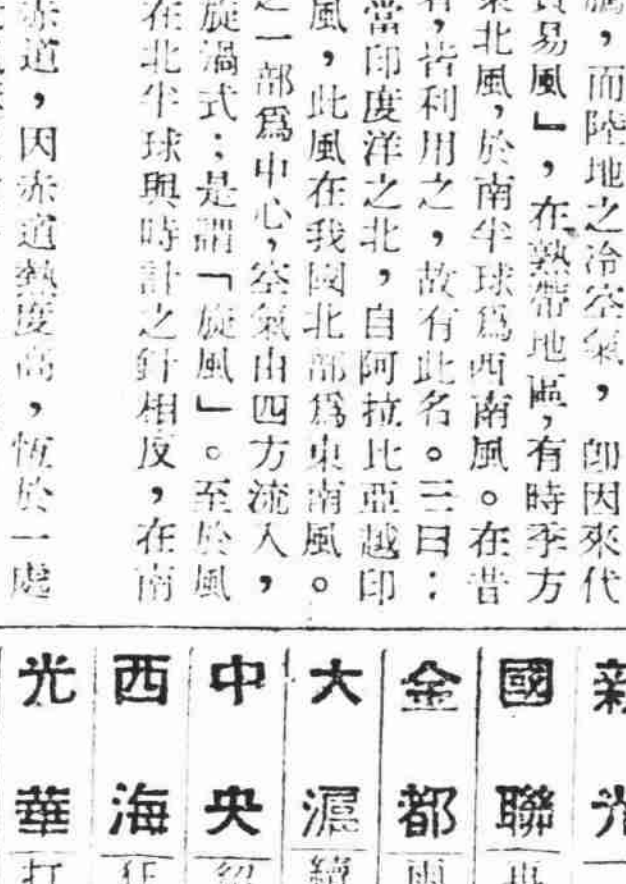 ，而陸地之冷空氣，卽因來代
易風」，在熱帶地區，有時季方
北風，於南半球爲西南風。在昔
，皆利用之，故有此名。三曰：
當印度洋之北，自阿拉比亞越印
風，此風在我國北部爲東南風。
之一部爲中心，空氣由四方流入，
旋渦式；是謂「旋風」。至於風
在北半球與時計之針相反，在南
赤道，因赤道熱度高，恆於一處
新光
國聯
金都
大滬
中央
西海
光華